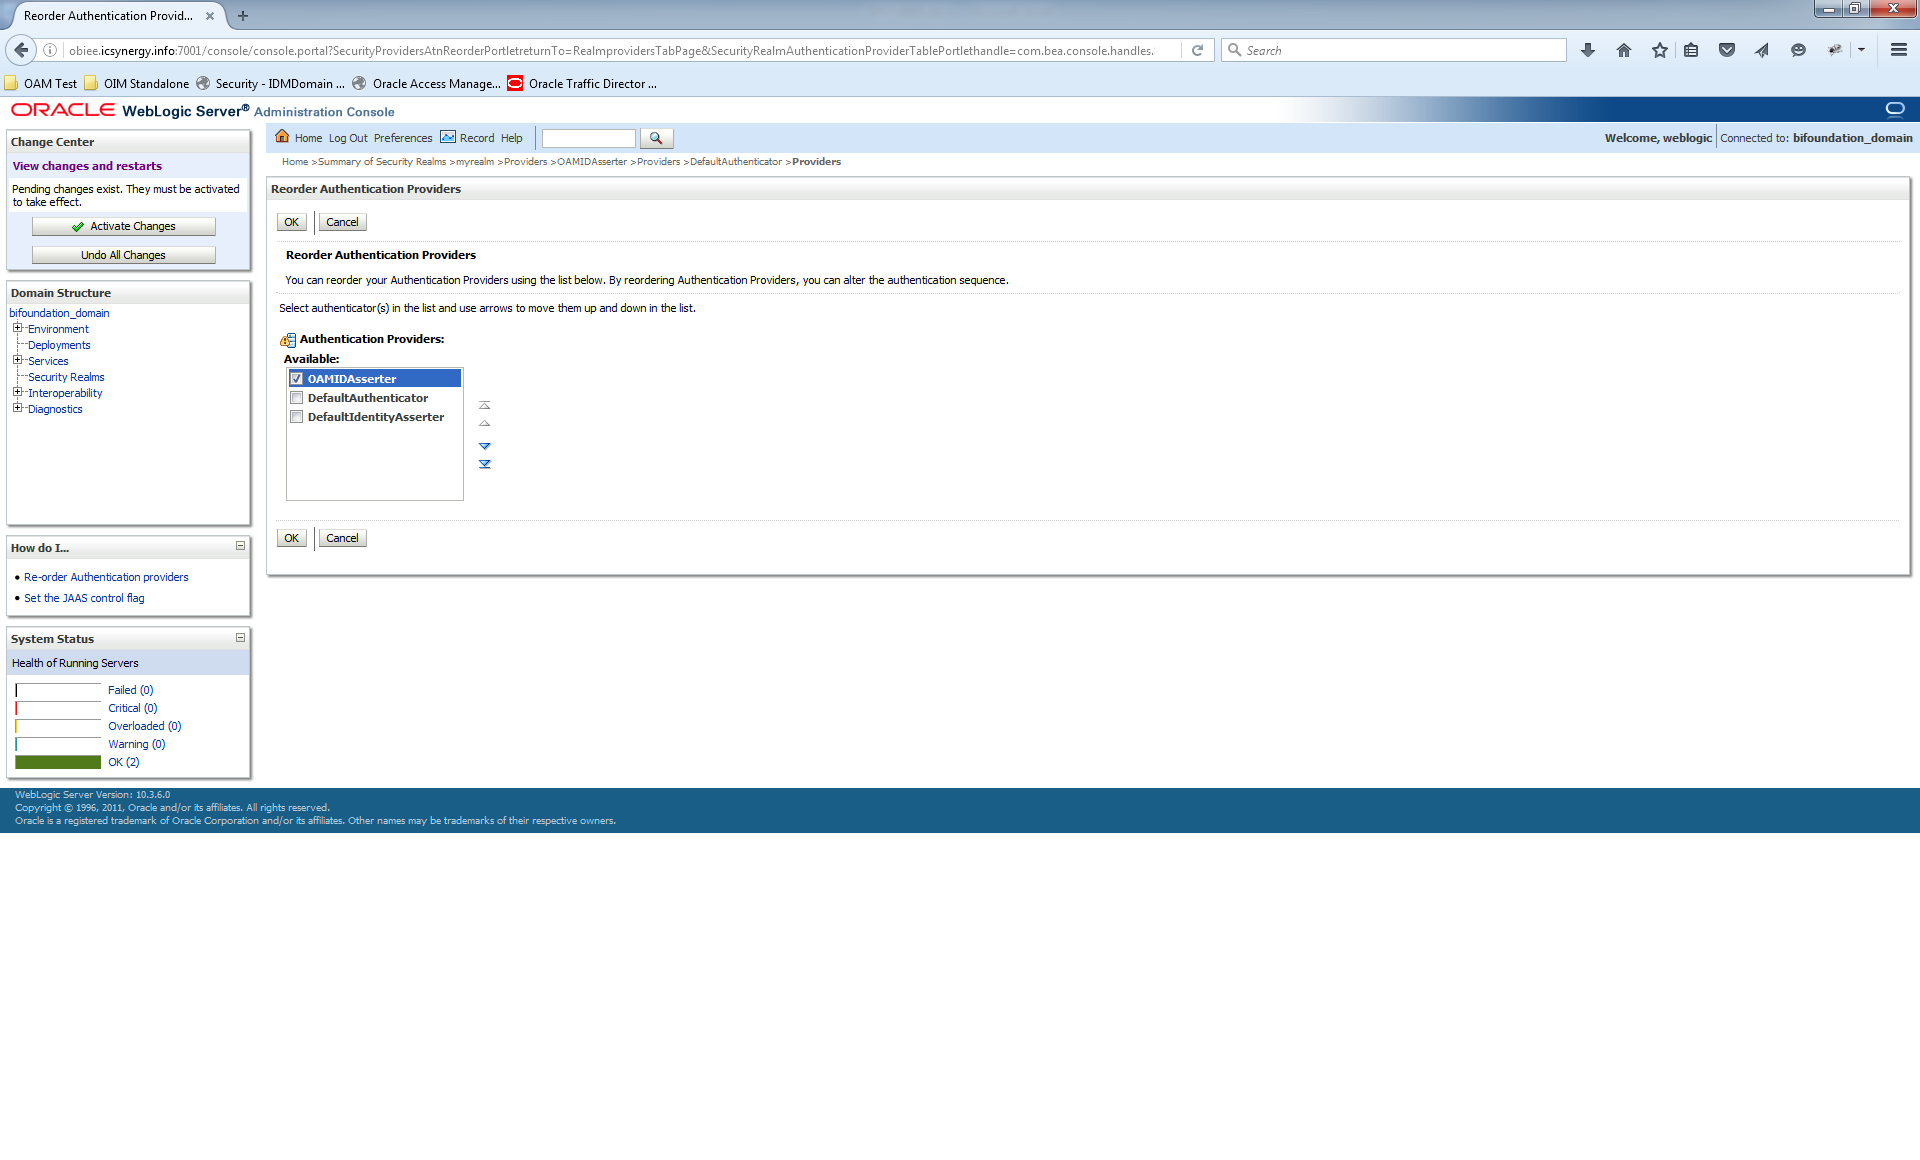 Reorder Authentication Provid...
obiee.icsynergy.info:7001/console/console.portal?SecurityProvidersAtnReorderPortletreturnTo=RealmprovidersTabPage&SecurityRealmAuthenticationProviderTablePortlethandle=com.bea.console.handles.
Search
OAM Test OIM Standalone Security - IDMDomain ... Oracle Access Manage... Oracle Traffic Director ...
ORACLE WebLogic Server® Administration Console
Change Center
View changes and restarts
Pending changes exist. They must be activated
to take effect.
Activate Changes
Undo All Changes
Domain Structure
bifoundation_domain
Environment
Deployments
Services
Security Realms
Interoperability
Diagnostics
How do I...
Re-order Authentication providers
Set the JAAS control flag
System Status
Health of Running Servers
Failed (0)
Critical (0)
Overloaded (0)
Warning (0)
OK (2)
Home Log Out Preferences Record Help
Welcome, weblogic Connected to: bifoundation_domain
Home >Summary of Security Realms >myrealm >Providers >OAMIDAsserter >Providers >DefaultAuthenticator >Providers
Reorder Authentication Providers
OK Cancel
Reorder Authentication Providers
You can reorder your Authentication Providers using the list below. By reordering Authentication Providers, you can alter the authentication sequence.
Select authenticator(s) in the list and use arrows to move them up and down in the list.
Authentication Providers:
Available:
OAMIDAsserter
DefaultAuthenticator
DefaultIdentityAsserter
OK Cancel
WebLogic Server Version: 10.3.6.0
Copyright © 1996, 2011, Oracle and/or its affiliates. All rights reserved.
Oracle is a registered trademark of Oracle Corporation and/or its affiliates. Other names may be trademarks of their respective owners.